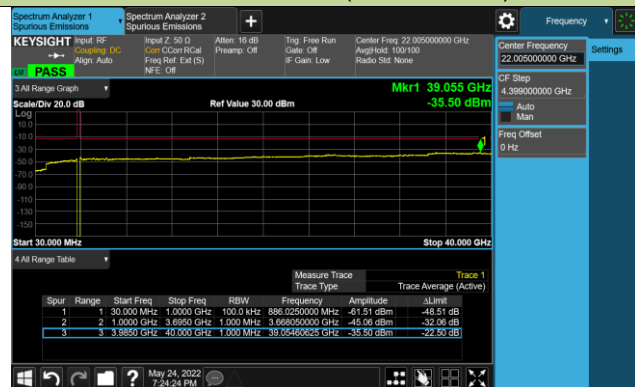 Spectrum Analyzer 1
Spurious Emissions
Spectrum Analyzer 2
Spurious Emissions
+
Frequency
KEYSIGHT
Input: RF
Coupling: DC
Align: Auto
Input Z: 50 Ω
Corr CCorr RCal
Freq Ref: Ext (S)
NFE: Off
Atten: 16 dB
Preamp: Off
Trig: Free Run
Gate: Off
IF Gain: Low
Center Freq: 22.005000000 GHz
Avg|Hold: 100/100
Radio Std: None
PASS
Center Frequency
22.005000000 GHz
Settings
CF Step
4.399000000 GHz
Auto
Man
Freq Offset
0 Hz
3 All Range Graph
Mkr1 39.055 GHz
Scale/Div 20.0 dB
Ref Value 30.00 dBm
-35.50 dBm
Log
10.0
-10.0
-30.0
-50.0
-70.0
-90.0
-110
-130
-150
1
Start 30.000 MHz
Stop 40.000 GHz
4 All Range Table
Measure Trace Trace 1
Trace Type Trace Average (Active)
Spur Range Start Freq Stop Freq RBW Frequency Amplitude ΔLimit
1 1 30.000 MHz 1.0000 GHz 100.0 kHz 886.0250000 MHz -61.51 dBm -48.51 dB
2 2 1.0000 GHz 3.6950 GHz 1.000 MHz 3.668050000 GHz -45.06 dBm -32.06 dB
3 3 3.9850 GHz 40.000 GHz 1.000 MHz 39.05460625 GHz -35.50 dBm -22.50 dB
?
May 24, 2022
7:24:24 PM